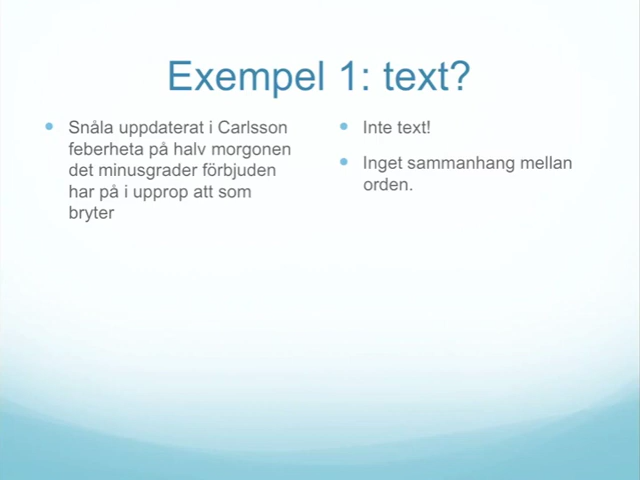 Exempel 1: text?
Snåla uppdaterat i Carlsson
feberheta på halv morgonen
det minusgrader förbjuden
har på i upprop att som
bryter
Inte text!
Inget sammanhang mellan
orden.